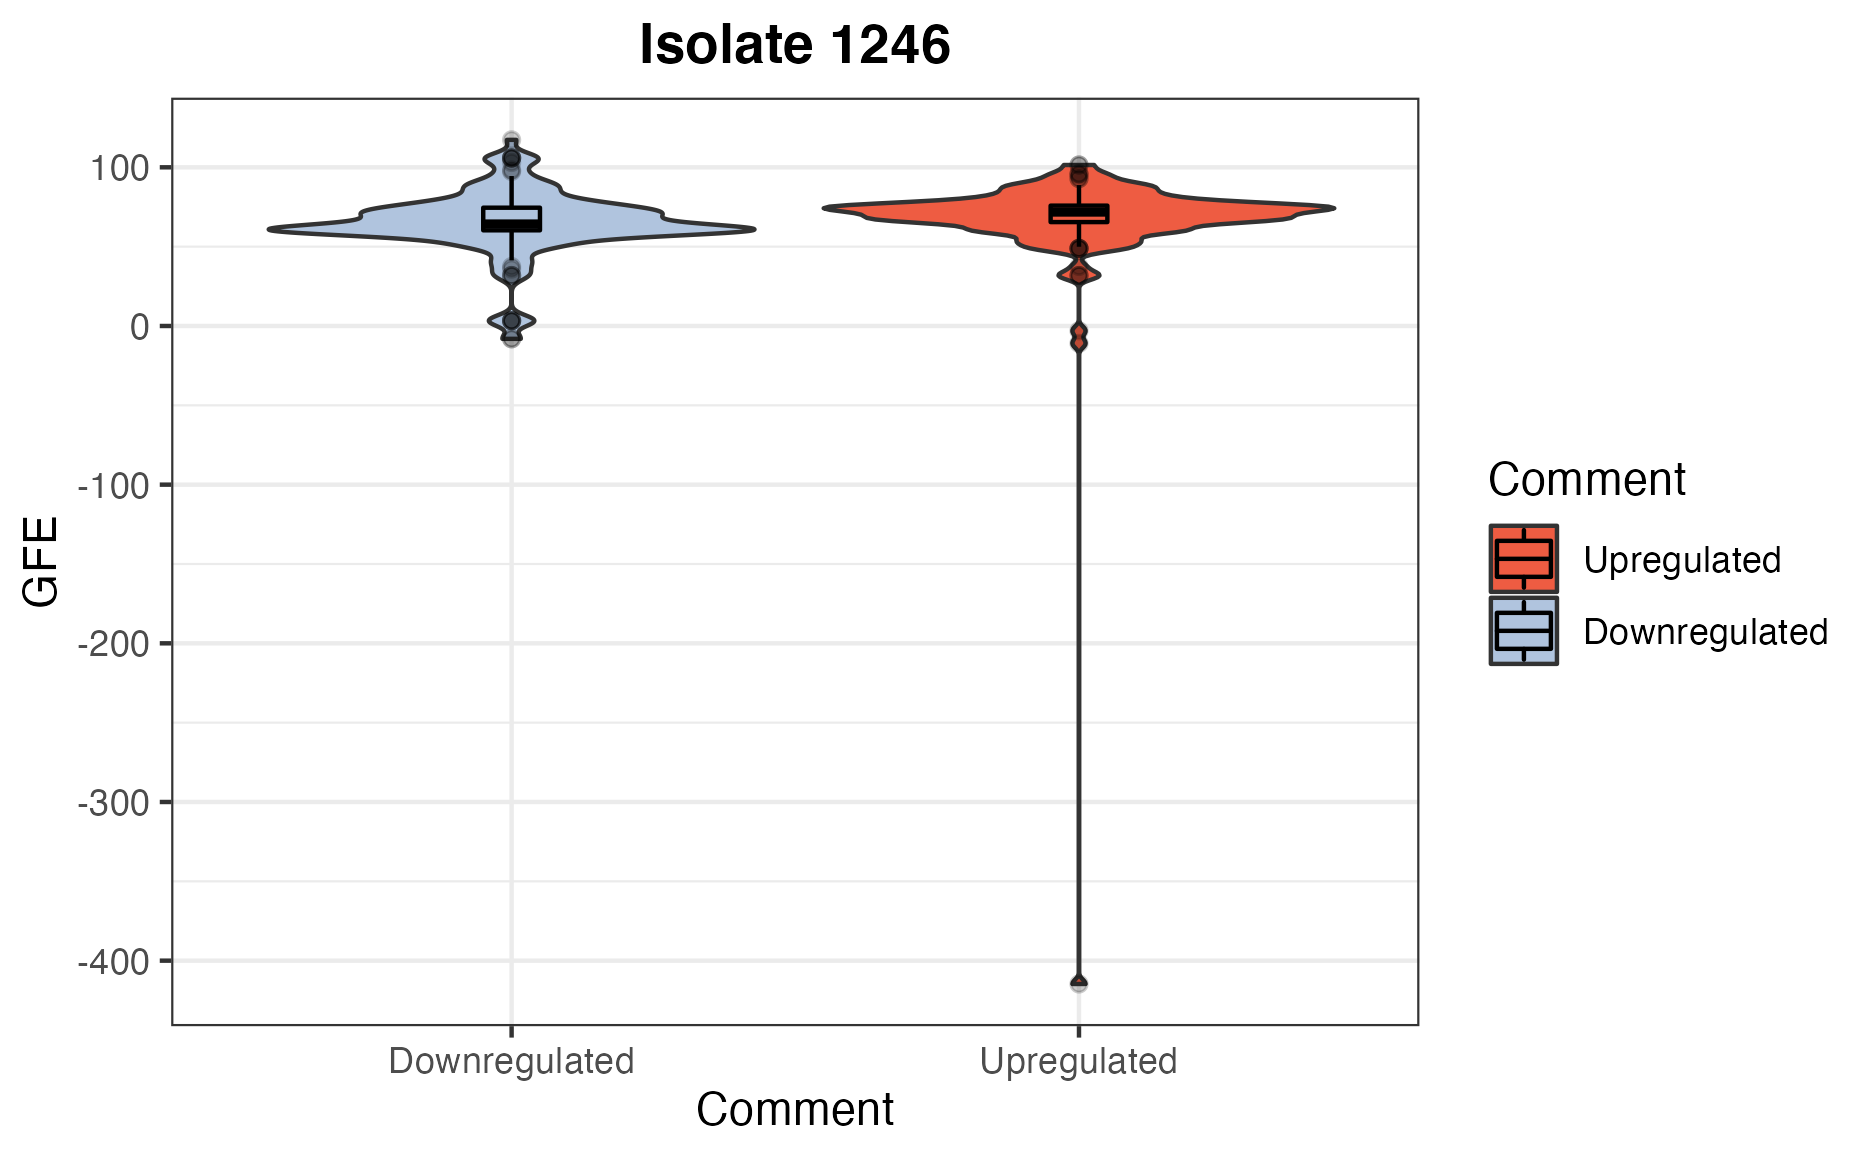 Isolate 1246
GFE
100
0
-100
-200
-300
-400
Downregulated
Upregulated
Comment
Comment
Upregulated
Downregulated